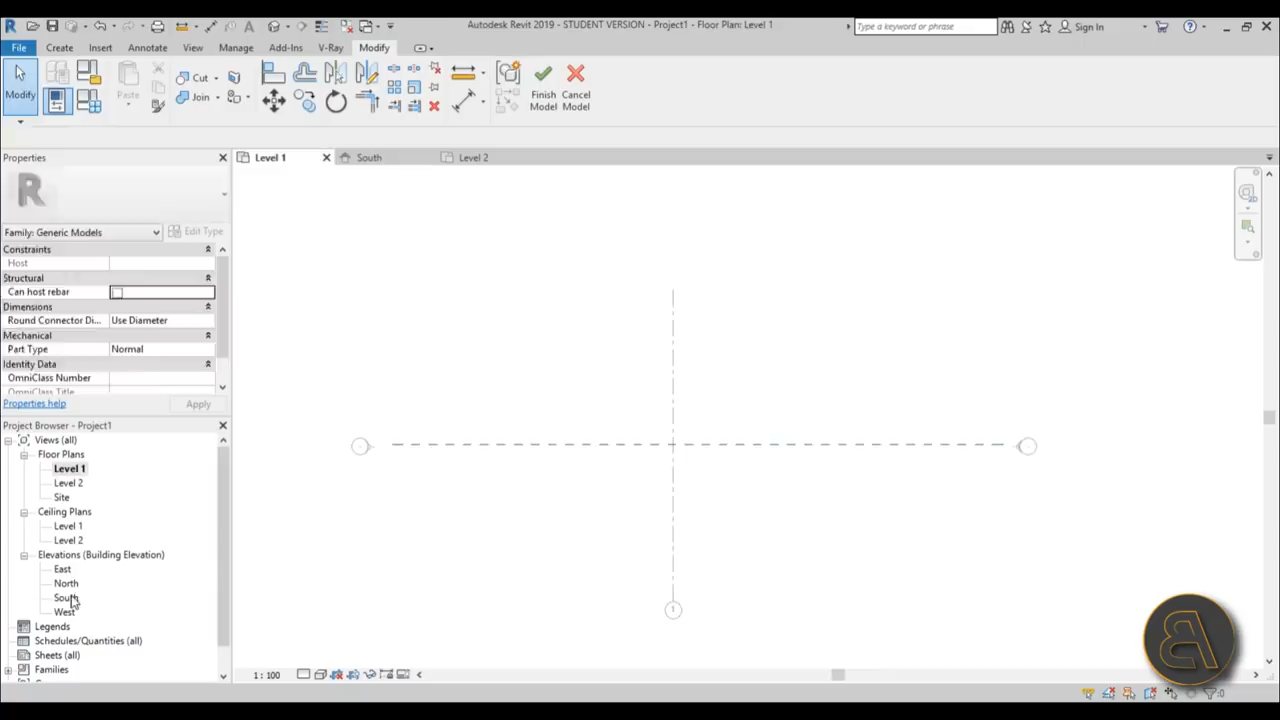 Autodesk Revit 2019 - STUDENT VERSION - Project1 - Floor Plan: Level 1
Type a keyword or phrase
Sign In
File Create Insert Annotate View Manage Add-Ins V-Ray Modify
Modify
Paste
Cut
Join
Finish Model
Cancel Model
Properties
Level 1
South
Level 2
Family: Generic Models
Edit Type
Constraints
Host
Structural
Can host rebar
Dimensions
Round Connector Di... Use Diameter
Mechanical
Part Type Normal
Identity Data
OmniClass Number
OmniClass Title
Properties help
Apply
Project Browser - Project1
Views (all)
Floor Plans
Level 1
Level 2
Site
Ceiling Plans
Level 1
Level 2
Elevations (Building Elevation)
East
North
South
West
Legends
Schedules/Quantities (all)
Sheets (all)
Families
1
1 : 100
:0